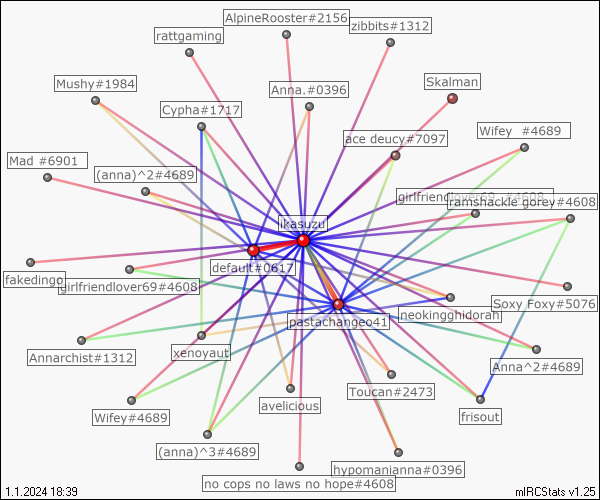 AlpineRooster#2156
zibbits#1312
rattgaming
Mushy#1984
Skalman
Anna.#0396
Cypha#1717
ace deucy#7097
Wifey #4689
Mad #6901
(anna)^2#4689
girlfriendlover69 #4608
ramshackle gorey#4608
ikasuzu
default#0617
fakedingo
girlfriendlover69#4608
Soxy Foxy#5076
neokingghidorah
pastachangeo41
Annarchist#1312
xenoyaut
Anna^2#4689
Toucan#2473
avelicious
Wifey#4689
frisout
(anna)^3#4689
hypomanianna#0396
no cops no laws no hope#4608
1.1.2024 18:39
mIRCStats v1.25